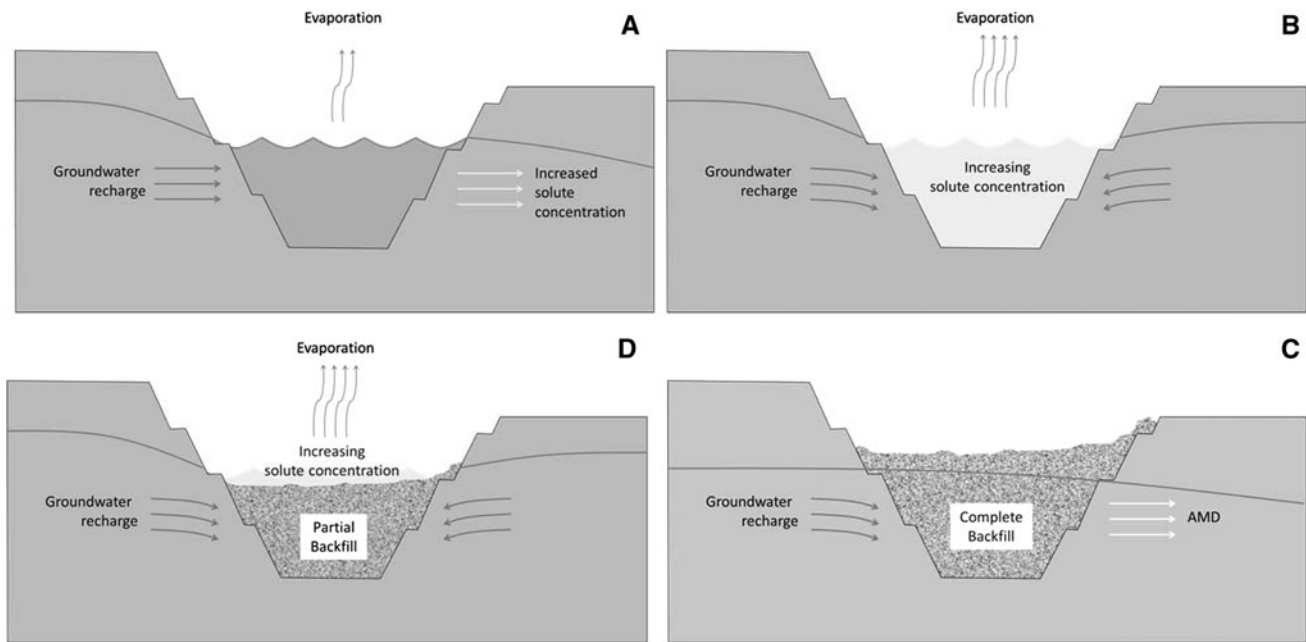 Evaporation
A
Groundwater
recharge
Increased
solute
concentration
Evaporation
B
Groundwater
recharge
Increasing
solute concentration
Evaporation
D
Increasing
solute concentration
Groundwater
recharge
Partial
Backfill
C
Groundwater
recharge
Complete
Backfill
AMD